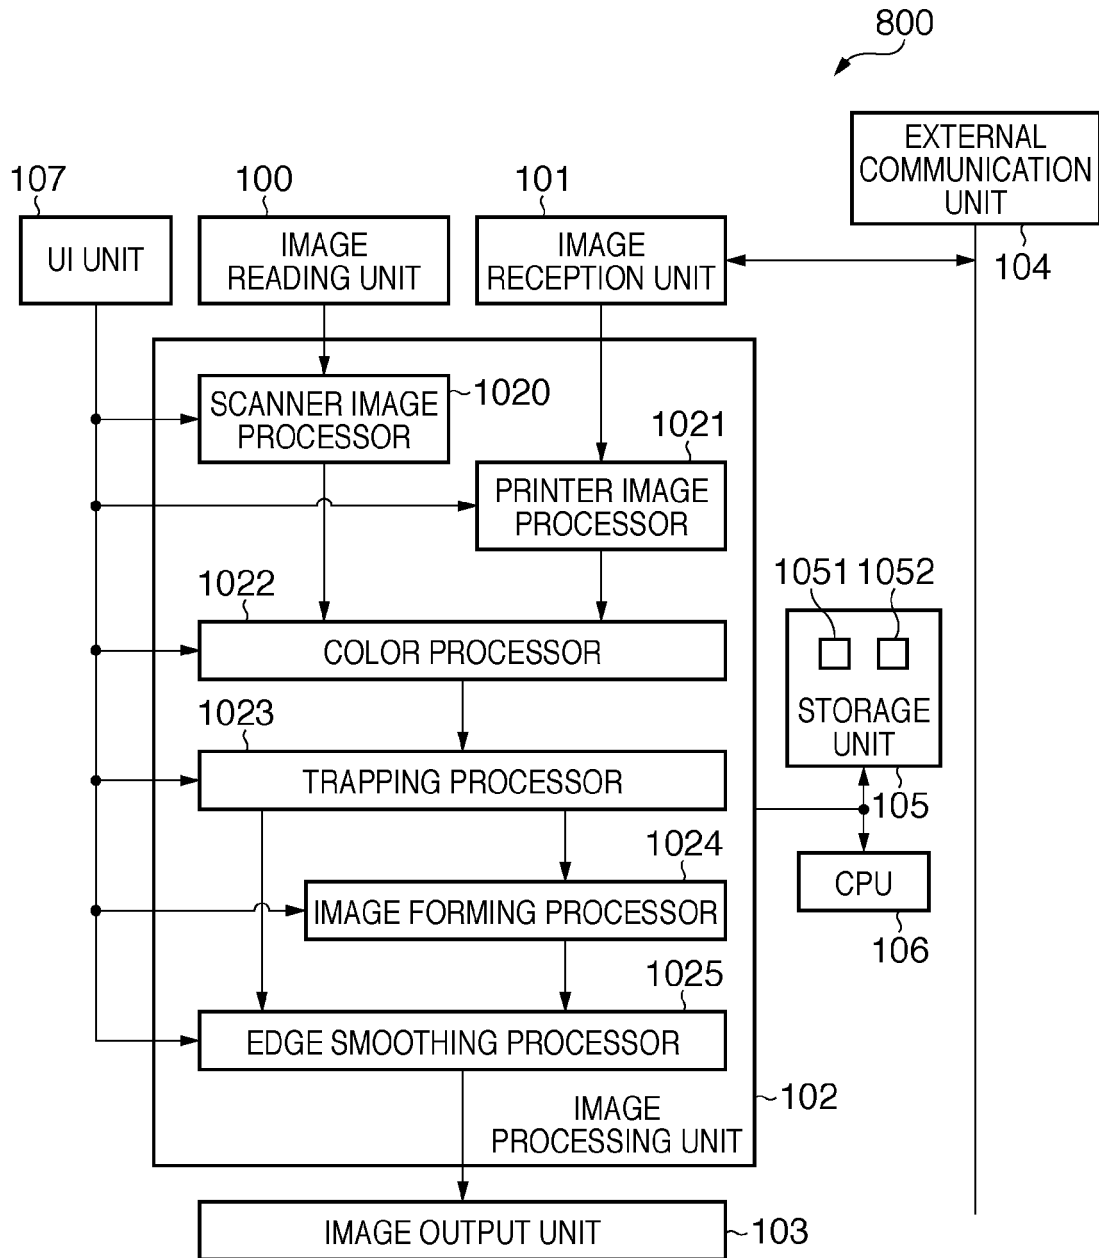 800
EXTERNAL
COMMUNICATION
UNIT
104
107
100
101
UI UNIT
IMAGE
READING UNIT
IMAGE
RECEPTION UNIT
SCANNER IMAGE
PROCESSOR
1020
1021
PRINTER IMAGE
PROCESSOR
1022
COLOR PROCESSOR
1051
1052
STORAGE
UNIT
105
1023
TRAPPING PROCESSOR
CPU
106
1024
IMAGE FORMING PROCESSOR
1025
EDGE SMOOTHING PROCESSOR
IMAGE
PROCESSING UNIT
102
IMAGE OUTPUT UNIT
103